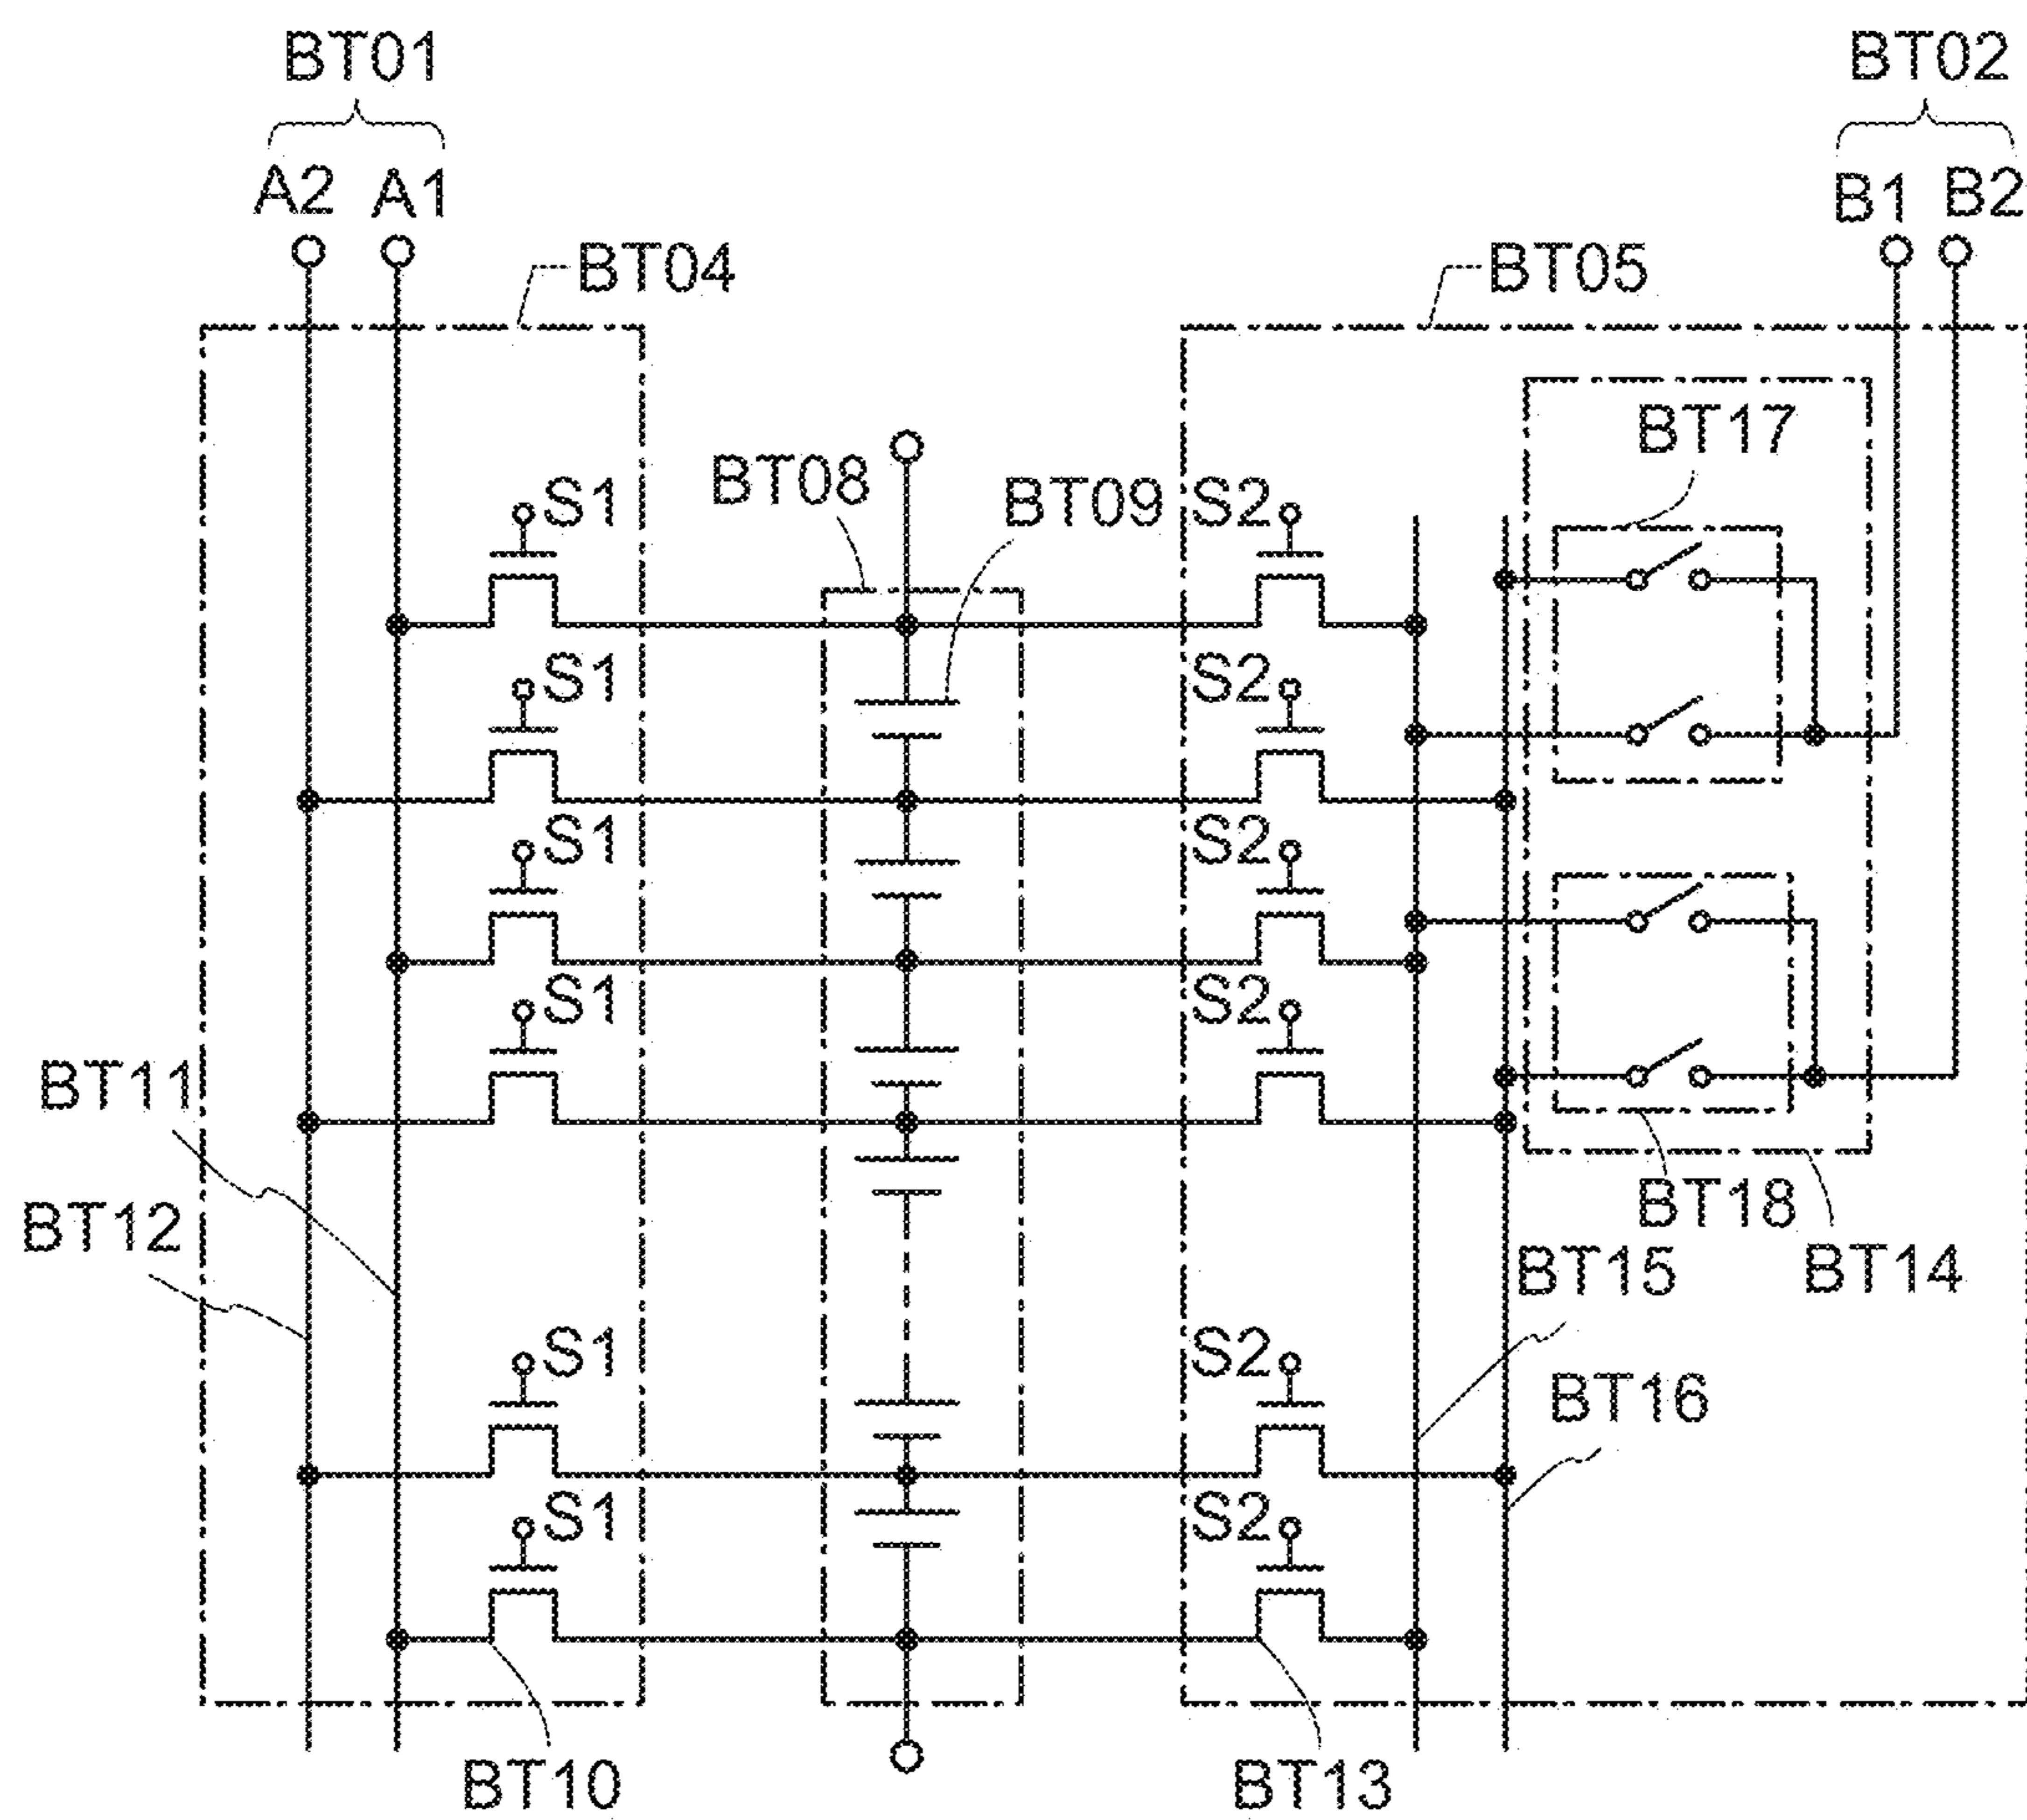 BT01
BT02
A2 A1
B1 B2
BT04
BT05
BT17
BT08
BT09
S1
S2
S1
S2
S1
S2
S1
S2
BT11
BT12
BT18
BT15
BT14
S1
S2
BT16
S1
S2
BT10
BT13